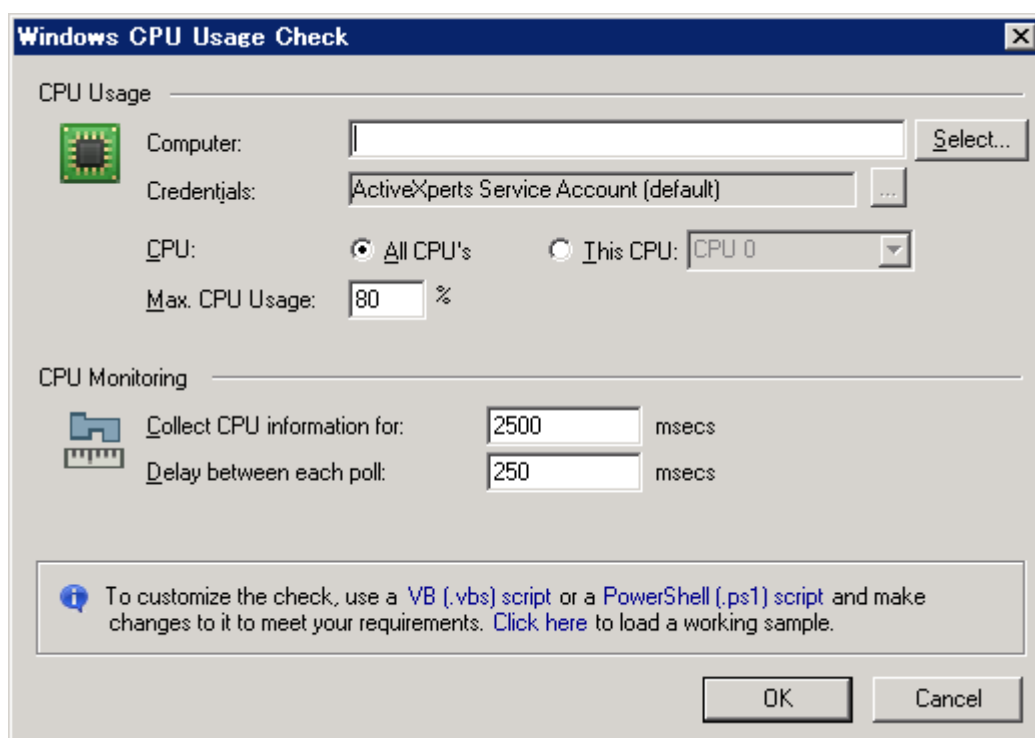 Windows CPU Usage Check
CPU Usage
Computer:
Select...
Credentials:
ActiveXperts Service Account (default)
...
CPU:
All CPU's
This CPU:
CPU 0
Max. CPU Usage:
80
%
CPU Monitoring
Collect CPU information for:
2500
msecs
Delay between each poll:
250
msecs
To customize the check, use a VB (.vbs) script or a PowerShell (.ps1) script and make
changes to it to meet your requirements. Click here to load a working sample.
OK
Cancel